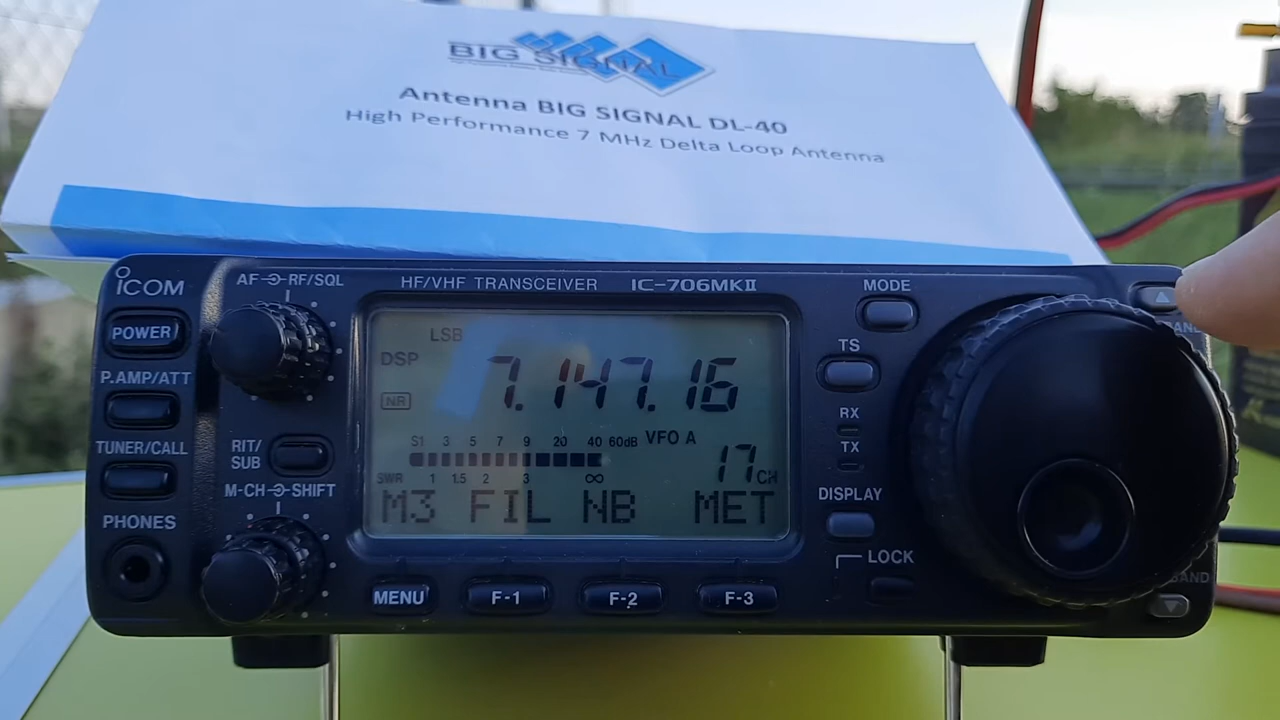 BIG SIGNAL
Antenna BIG SIGNAL DL-40
High Performance 7 MHz Delta Loop Antenna
ICOM
AF RF/SQL
HF/VHF TRANSCEIVER IC-706MKII
MODE
POWER
LSB
DSP
7.147.16
TS
P.AMP/ATT
NR
RX
S1 3 5 7 9 20 40 60dB VFO A
TX
TUNER/CALL
RIT/
SUB
17CH
SWR 1 1.5 2 3 ∞
M-CH SHIFT
DISPLAY
M3 FIL NB MET
PHONES
LOCK
BAND
MENU F-1 F-2 F-3